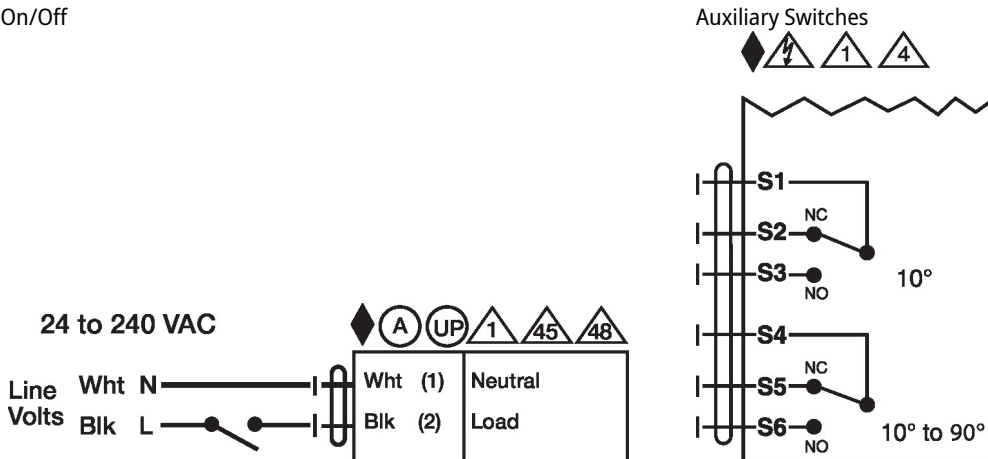 On/Off
24 to 240 VAC
A UP 1 45 48
Line Volts
Wht N
Blk L
Wht (1) Neutral
Blk (2) Load
Auxiliary Switches
1 4
S1
NC
S2
S3
NO
10°
S4
NC
S5
S6
NO
10° to 90°